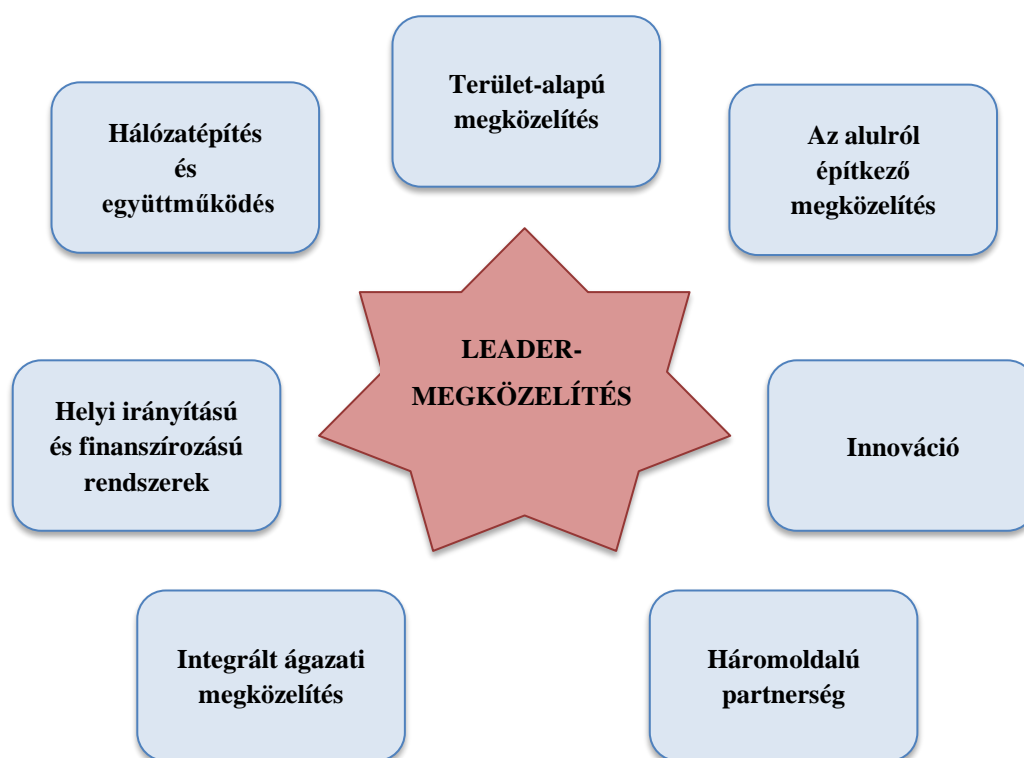 Terület-alapú
megközelítés
Hálózatépítés
és
együttműködés
Az alulról
építkező
megközelítés
LEADER-
MEGKÖZELÍTÉS
Helyi irányítású
és finanszírozású
rendszerek
Innováció
Integrált ágazati
megközelítés
Háromoldalú
partnerség